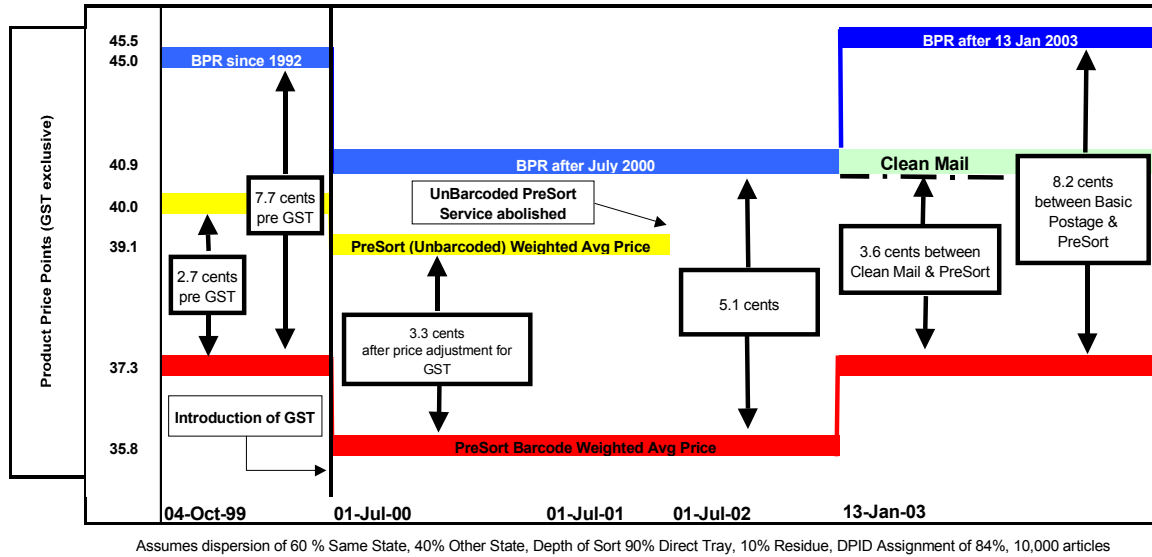 Product Price Points (GST exclusive)
45.5
45.0
40.9
40.0
39.1
37.3
35.8
BPR since 1992
BPR after 13 Jan 2003
BPR after July 2000
Clean Mail
7.7 cents
pre GST
2.7 cents
pre GST
UnBarcoded PreSort
Service abolished
PreSort (Unbarcoded) Weighted Avg Price
3.3 cents
after price adjustment for
GST
5.1 cents
3.6 cents between
Clean Mail & PreSort
8.2 cents
between Basic
Postage &
PreSort
Introduction of GST
PreSort Barcode Weighted Avg Price
04-Oct-99
01-Jul-00
01-Jul-01
01-Jul-02
13-Jan-03
Assumes dispersion of 60 % Same State, 40% Other State, Depth of Sort 90% Direct Tray, 10% Residue, DPID Assignment of 84%, 10,000 articles